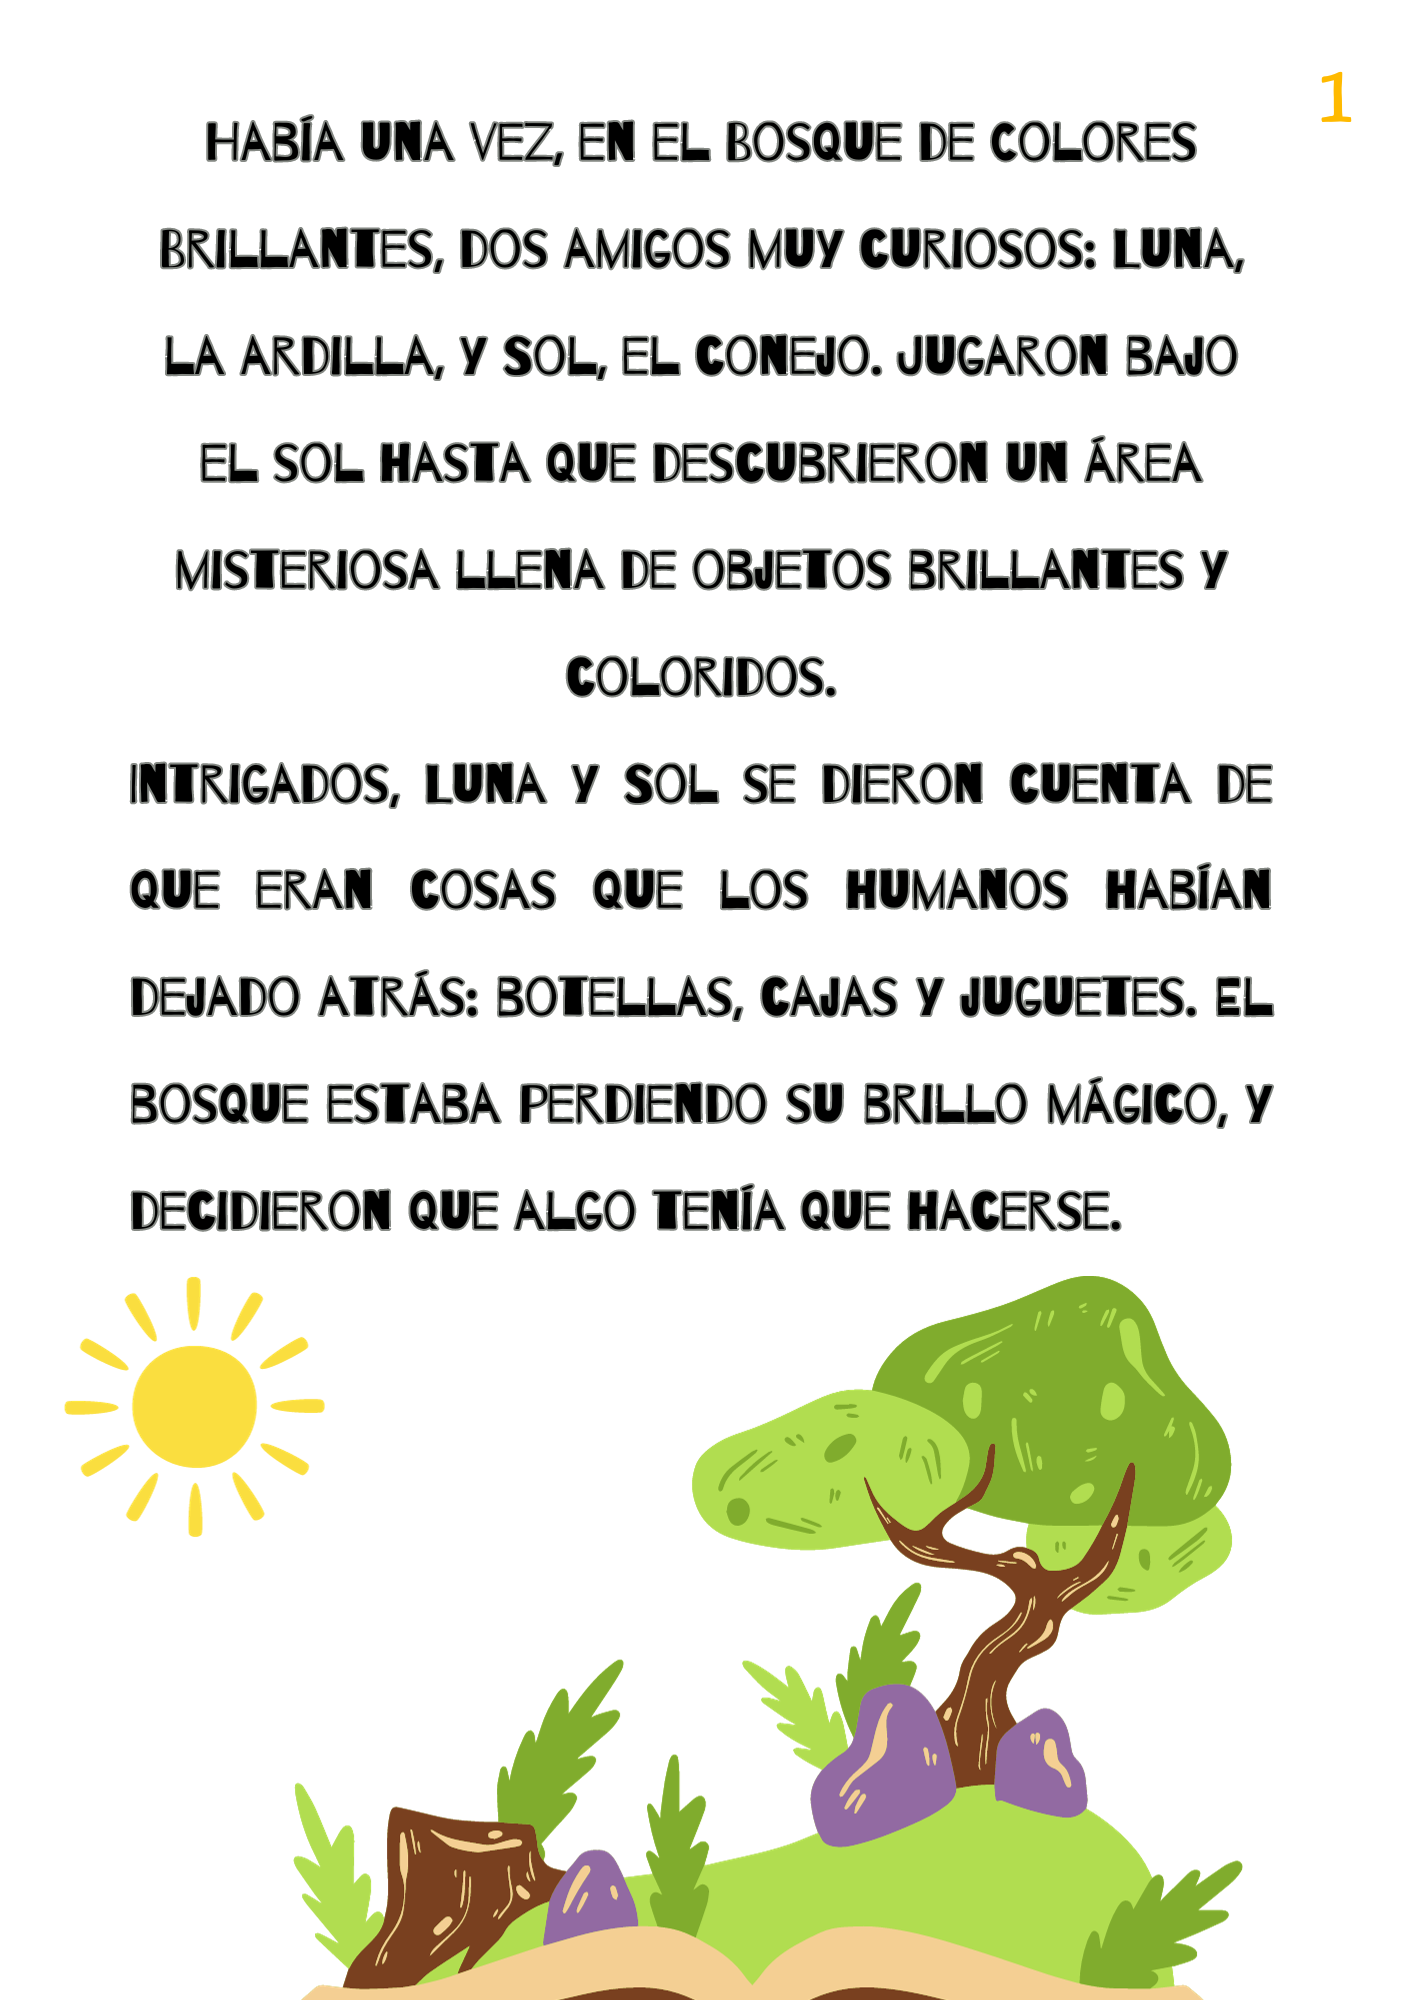 1
HABÍA UNA VEZ, EN EL BOSQUE DE COLORES
BRILLANTES, DOS AMIGOS MUY CURIOSOS: LUNA,
LA ARDILLA, Y SOL, EL CONEJO. JUGARON BAJO
EL SOL HASTA QUE DESCUBRIERON UN ÁREA
MISTERIOSA LLENA DE OBJETOS BRILLANTES Y
COLORIDOS.
INTRIGADOS, LUNA Y SOL SE DIERON CUENTA DE
QUE ERAN COSAS QUE LOS HUMANOS HABÍAN
DEJADO ATRÁS: BOTELLAS, CAJAS Y JUGUETES. EL
BOSQUE ESTABA PERDIENDO SU BRILLO MÁGICO, Y
DECIDIERON QUE ALGO TENÍA QUE HACERSE.